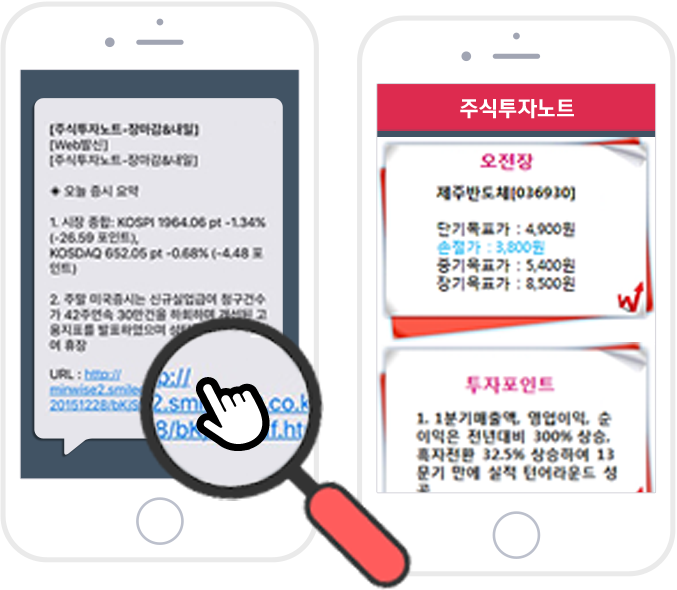 [주식투자노트-장마감&내일]
[Web발신]
[주식투자노트-장마감&내일]
◈ 오늘 증시 요약
1. 시장 종합: KOSPI 1964.06 pt -1.34%
(-26.59 포인트),
KOSDAQ 652.05 pt -0.68% (-4.48 포
인트)
2. 주말 미국증시는 신규실업급여 청구건수
가 42주연속 30만건을 하회하며 개선된 고
용지표를 발표하였으며 성탄
여 휴장
URL : http://
minwise2.smile
20151228/bKjS
p://
2.sm
.co.k
8/bK
f.ht
주식투자노트
오전장
제주반도체[036930]
단기목표가 : 4,900원
손절가 : 3,800원
중기목표가 : 5,400원
장기목표가 : 8,500원
투자포인트
1. 1분기매출액, 영업이익, 순
이익은 전년대비 300% 상승,
흑자전환 32.5% 상승하여 13
분기 만에 실적 턴어라운드 성
공